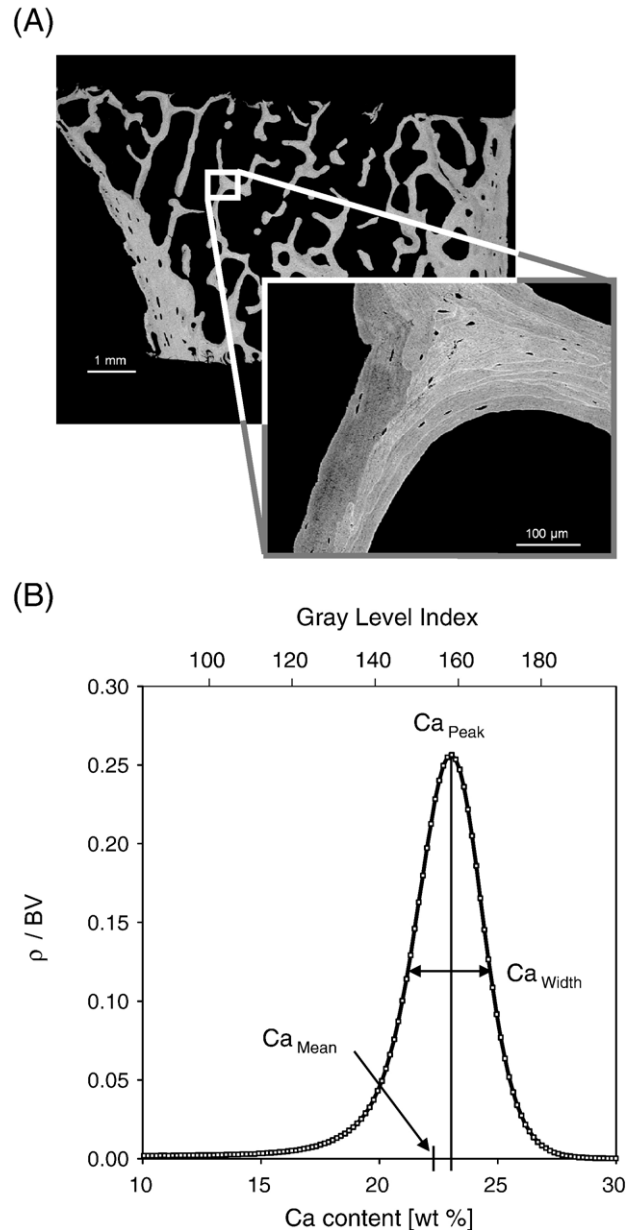 (A)
1 mm
100 µm
(B)
Gray Level Index
100 120 140 160 180
0.30
0.25
0.20
0.15
0.10
0.05
0.00
ρ / BV
Ca Peak
Ca Width
Ca Mean
10 20 25 30
Ca content [wt %]